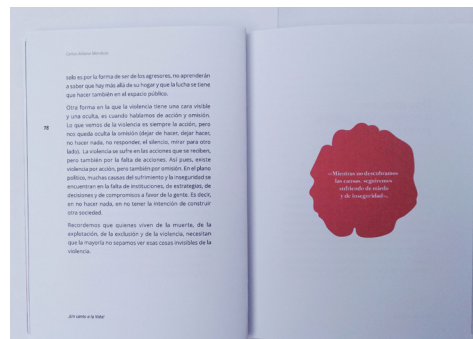 solo es por la forma de ser de los agresores, no aprenderán
a saber que hay más allá de su hogar y que la lucha se tiene
que hacer también en el espacio público.
Otra forma en la que la violencia tiene una cara visible
y una oculta, es cuando hablamos de acción y omisión.
Lo que vemos de la violencia es siempre la acción, pero
nos queda oculta la omisión (dejar de hacer, dejar hacer,
no hacer nada, no responder, el silencio, mirar para otro
lado). La violencia se sufre en las acciones que se reciben,
pero también por la falta de acciones. Así pues, existe
violencia por acción, pero también por omisión. En el plano
político, muchas causas del sufrimiento y la inseguridad se
encuentran en la falta de instituciones, de estrategias, de
decisiones y de compromisos a favor de la gente. Es decir,
en no hacer nada, en no tener la intención de construir
otra sociedad.
Recordemos que quienes viven de la muerte, de la
explotación, de la exclusión y de la violencia, necesitan
que la mayoría no sepamos ver esas cosas invisibles de la
violencia.
78
«Mientras no descubramos
las causas, seguiremos
sufriendo de miedo
y de inseguridad».